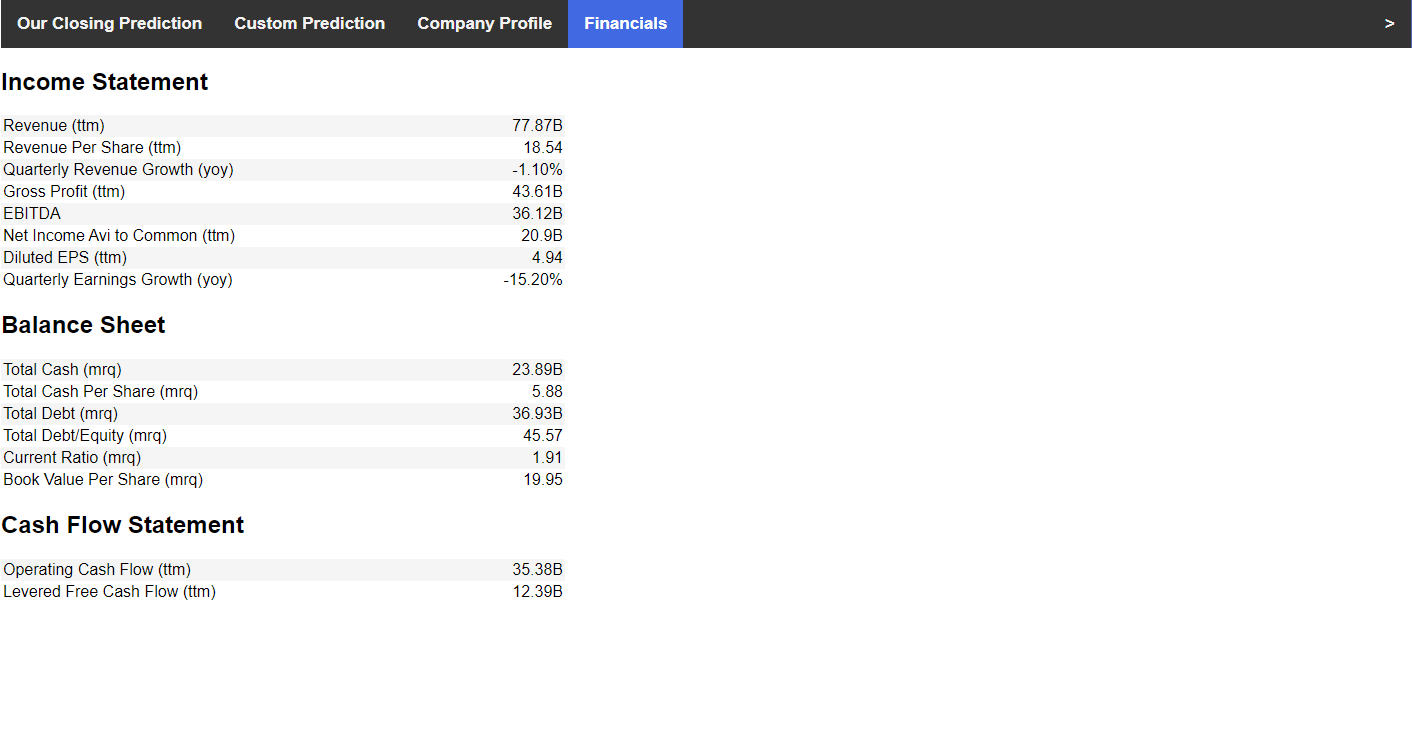 Our Closing Prediction Custom Prediction Company Profile Financials >
Income Statement
Revenue (ttm) 77.87B
Revenue Per Share (ttm) 18.54
Quarterly Revenue Growth (yoy) -1.10%
Gross Profit (ttm) 43.61B
EBITDA 36.12B
Net Income Avi to Common (ttm) 20.9B
Diluted EPS (ttm) 4.94
Quarterly Earnings Growth (yoy) -15.20%
Balance Sheet
Total Cash (mrq) 23.89B
Total Cash Per Share (mrq) 5.88
Total Debt (mrq) 36.93B
Total Debt/Equity (mrq) 45.57
Current Ratio (mrq) 1.91
Book Value Per Share (mrq) 19.95
Cash Flow Statement
Operating Cash Flow (ttm) 35.38B
Levered Free Cash Flow (ttm) 12.39B